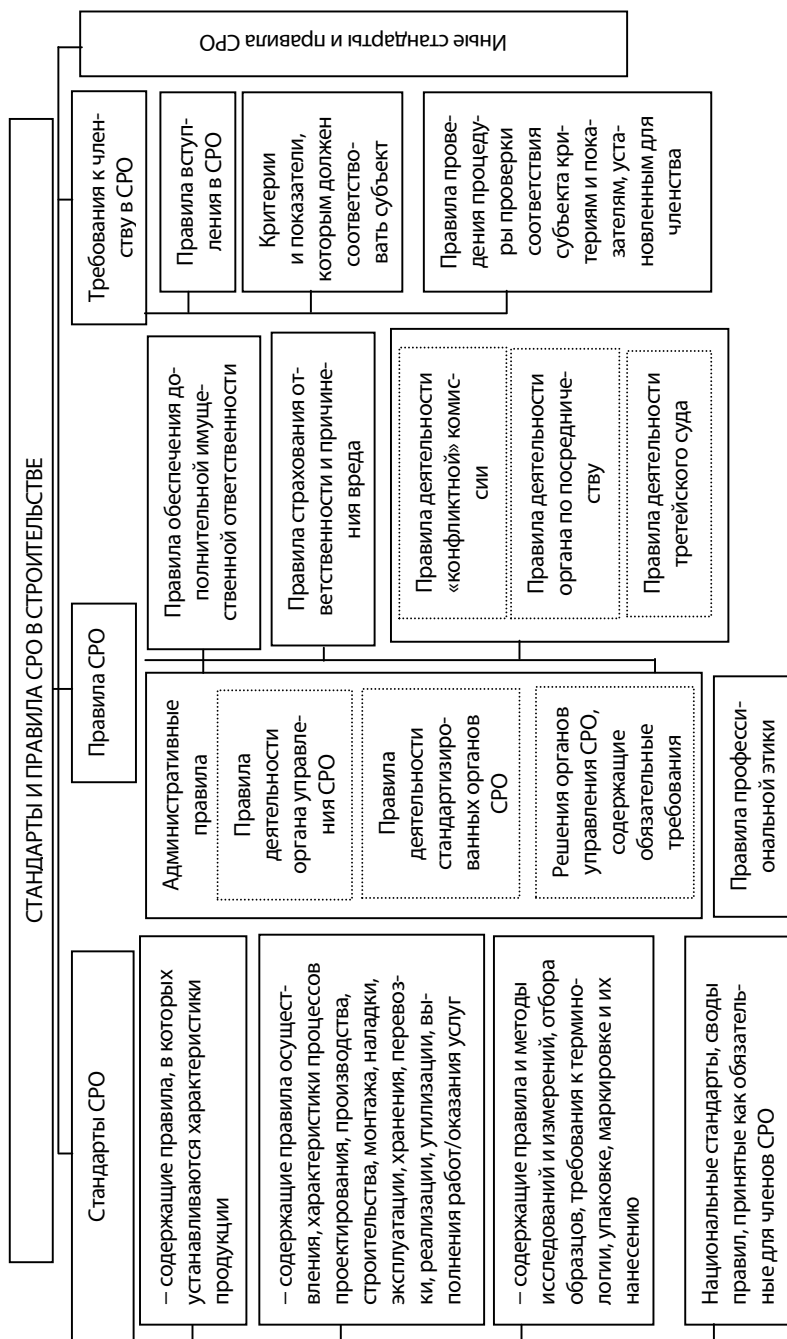 СТАНДАРТЫ И ПРАВИЛА СРО В СТРОИТЕЛЬСТВЕ
Стандарты СРО
– содержащие правила, в которых
устанавливаются характеристики
продукции
– содержащие правила осущест-
вления, характеристики процессов
проектирования, производства,
строительства, монтажа, наладки,
эксплуатации, хранения, перевоз-
ки, реализации, утилизации, вы-
полнения работ/оказания услуг
– содержащие правила и методы
исследований и измерений, отбора
образцов, требования к термино-
логии, упаковке, маркировке и их
нанесению
Национальные стандарты, своды
правил, принятые как обязатель-
ные для членов СРО
Правила СРО
Административные
правила
Правила
деятельности
органа управле-
ния СРО
Правила
деятельности
стандартизиро-
ванных органов
СРО
Решения органов
управления СРО,
содержащие
обязательные
требования
Правила професси-
ональной этики
Правила обеспечения до-
полнительной имуще-
ственной ответственности
Правила страхования от-
ветственности и причине-
ния вреда
Правила деятельности
«конфликтной» комис-
сии
Правила деятельности
органа по посредниче-
ству
Правила деятельности
третейского суда
Требования к член-
ству в СРО
Правила вступ-
ления в СРО
Критерии
и показатели,
которым должен
соответство-
вать субъект
Правила прове-
дения процеду-
ры проверки
соответствия
субъекта кри-
териям и пока-
зателям, уста-
новленным для
членства
Иные стандарты и правила СРО